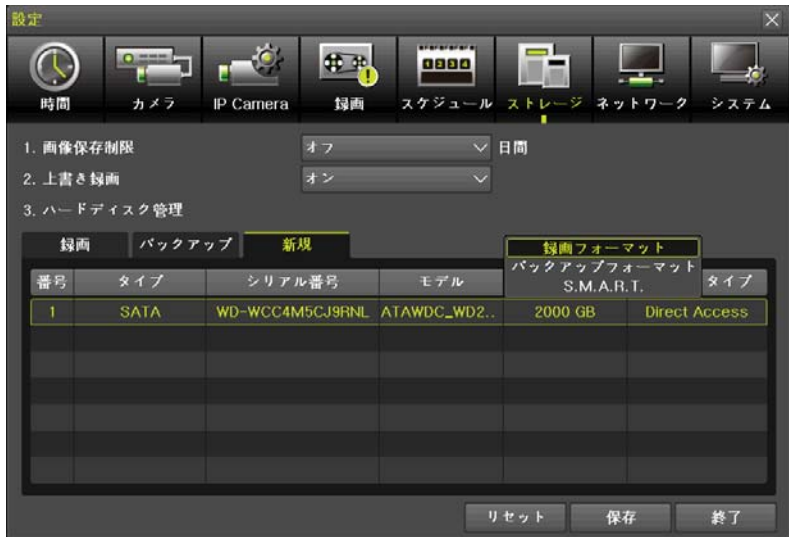 設定
時間 カメラ IP Camera 録画 スケジュール ストレージ ネットワーク システム
1. 画像保存制限 オフ 日間
2. 上書き録画 オン
3. ハードディスク管理
録画 バックアップ 新規 録画フォーマット
バックアップフォーマット
S.M.A.R.T.
番号 タイプ シリアル番号 モデル タイプ
1 SATA WD-WCC4M5CJ9RNL ATAWDC_WD2.. 2000 GB Direct Access
リセット 保存 終了